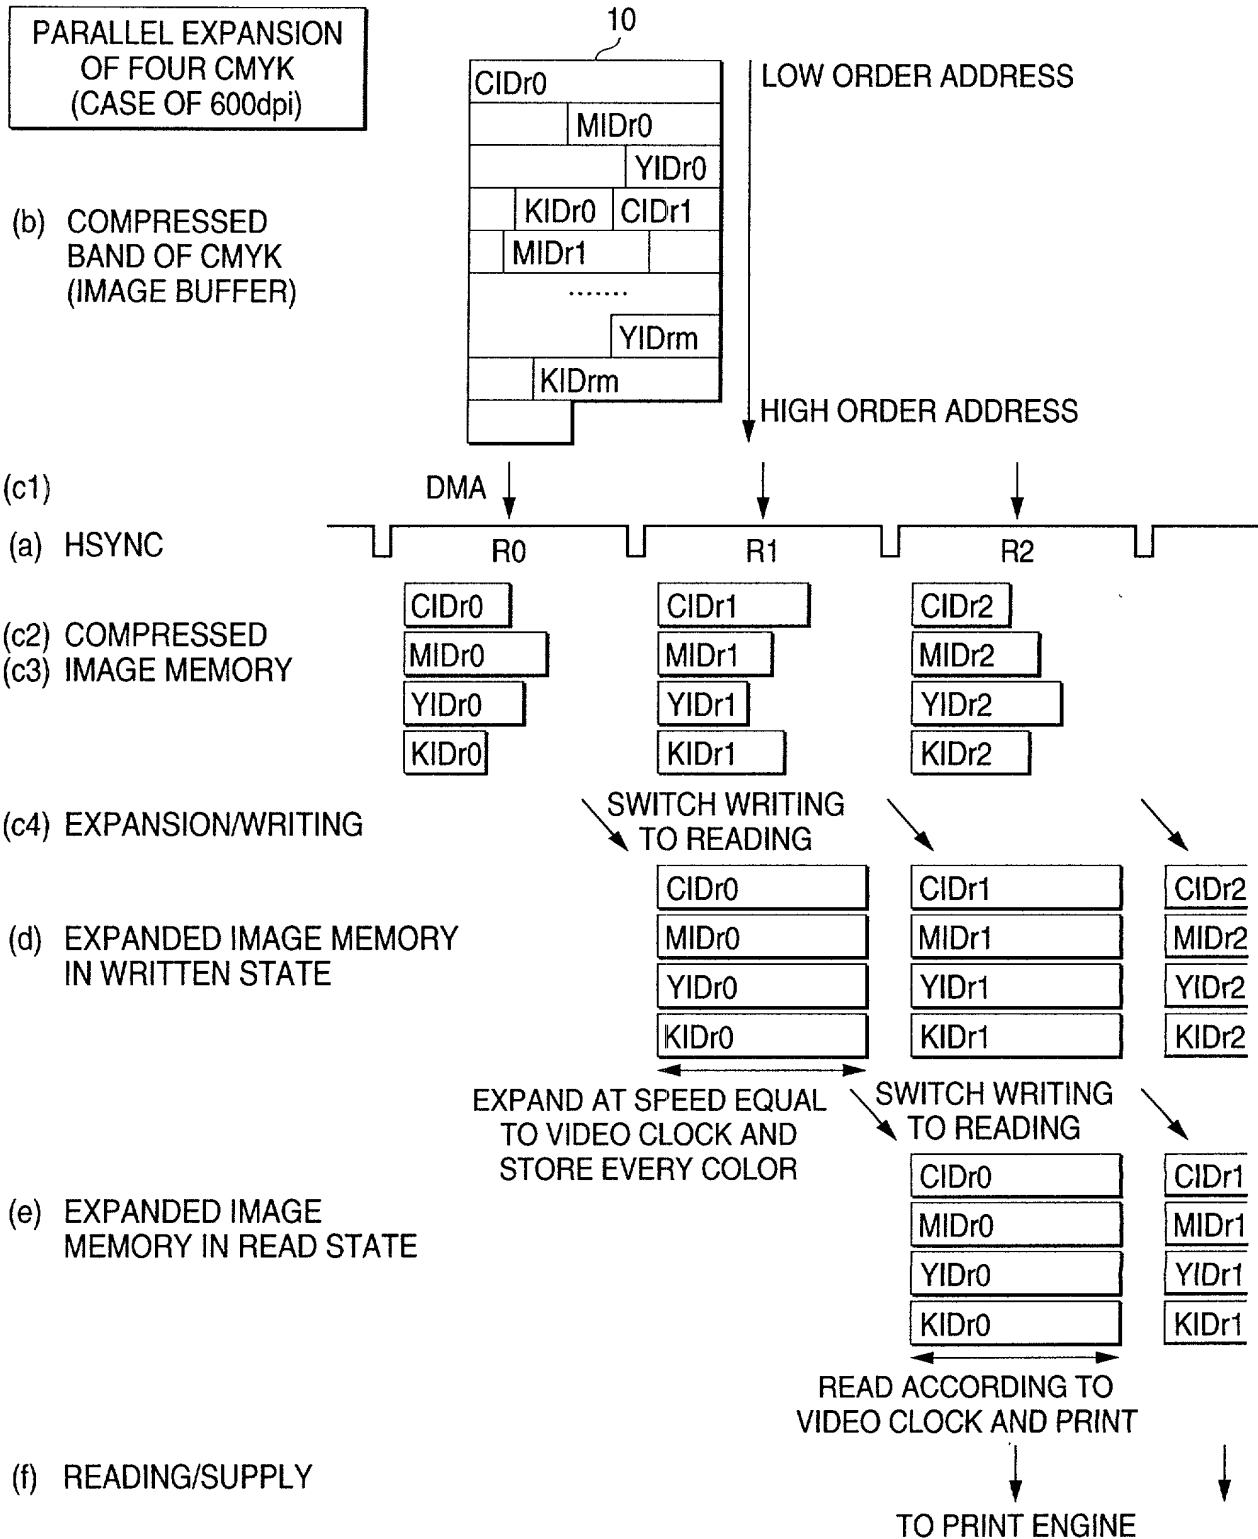 PARALLEL EXPANSION
OF FOUR CMYK
(CASE OF 600dpi)
10
LOW ORDER ADDRESS
CIDr0
MIDr0
YIDr0
KIDr0 CIDr1
MIDr1
.......
YIDrm
KIDrm
HIGH ORDER ADDRESS
(b) COMPRESSED
BAND OF CMYK
(IMAGE BUFFER)
(c1) DMA
(a) HSYNC R0 R1 R2
(c2) COMPRESSED
(c3) IMAGE MEMORY
CIDr0 CIDr1 CIDr2
MIDr0 MIDr1 MIDr2
YIDr0 YIDr1 YIDr2
KIDr0 KIDr1 KIDr2
(c4) EXPANSION/WRITING
SWITCH WRITING
TO READING
(d) EXPANDED IMAGE MEMORY
IN WRITTEN STATE
CIDr0 CIDr1 CIDr2
MIDr0 MIDr1 MIDr2
YIDr0 YIDr1 YIDr2
KIDr0 KIDr1 KIDr2
EXPAND AT SPEED EQUAL
TO VIDEO CLOCK AND
STORE EVERY COLOR
SWITCH WRITING
TO READING
(e) EXPANDED IMAGE
MEMORY IN READ STATE
CIDr0 CIDr1
MIDr0 MIDr1
YIDr0 YIDr1
KIDr0 KIDr1
READ ACCORDING TO
VIDEO CLOCK AND PRINT
(f) READING/SUPPLY
TO PRINT ENGINE